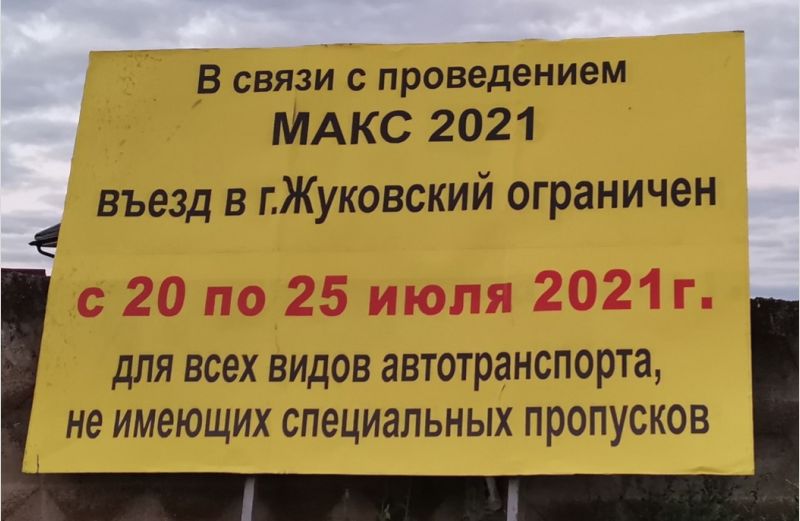 В связи с проведением
МАКС 2021
въезд в г.Жуковский ограничен
с 20 по 25 июля 2021г.
для всех видов автотранспорта,
не имеющих специальных пропусков